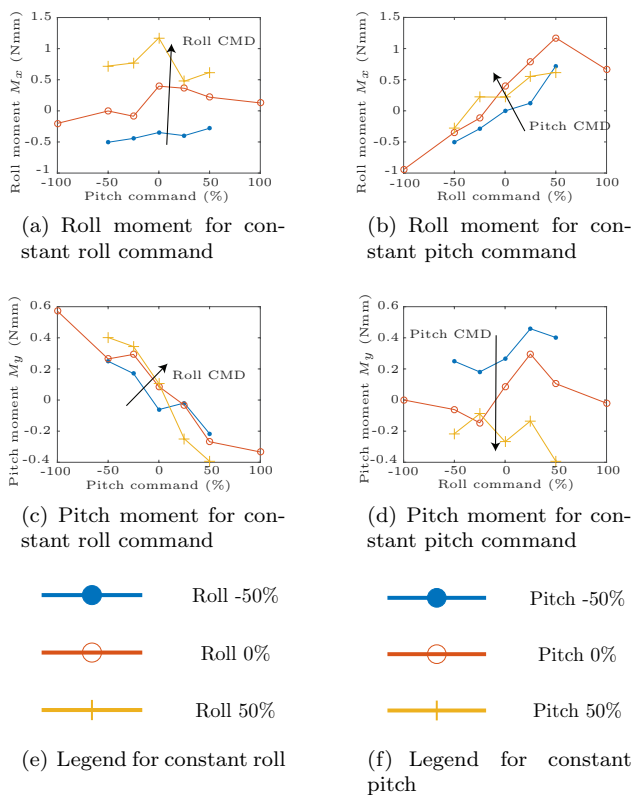 1.5
1
0.5
0
-0.5
-1
-100 -50 0 50 100
Roll moment Mx (Nmm)
Pitch command (%)
Roll CMD
(a) Roll moment for con-
stant roll command
1.5
1
0.5
0
-0.5
-1
-100 -50 0 50 100
Roll moment Mx (Nmm)
Roll command (%)
Pitch CMD
(b) Roll moment for con-
stant pitch command
0.6
0.4
0.2
0
-0.2
-0.4
-100 -50 0 50 100
Pitch moment My (Nmm)
Pitch command (%)
Roll CMD
(c) Pitch moment for con-
stant roll command
0.6
0.4
0.2
0
-0.2
-0.4
-100 -50 0 50 100
Pitch moment My (Nmm)
Roll command (%)
Pitch CMD
(d) Pitch moment for con-
stant pitch command
Roll -50%
Roll 0%
Roll 50%
(e) Legend for constant roll
Pitch -50%
Pitch 0%
Pitch 50%
(f) Legend for constant
pitch